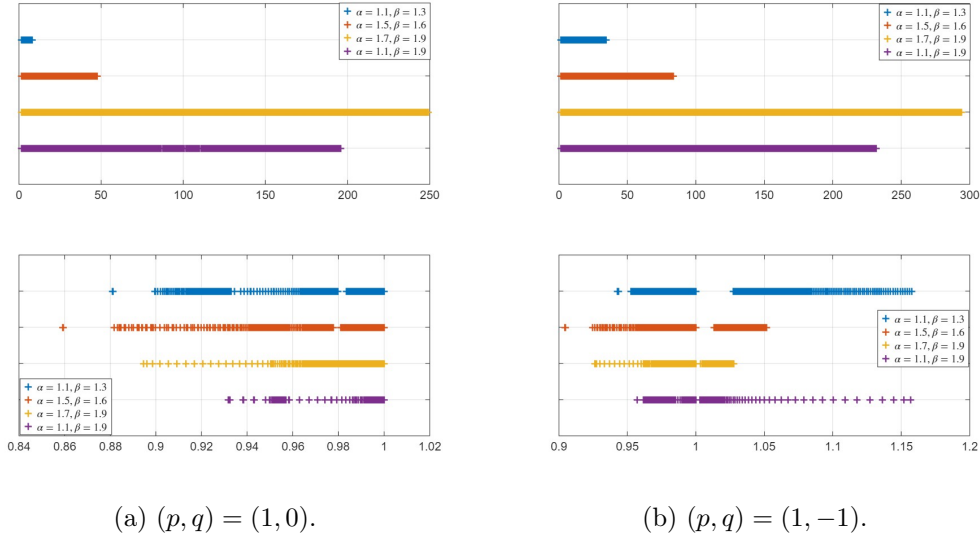 α = 1.1, β = 1.3
α = 1.5, β = 1.6
α = 1.7, β = 1.9
α = 1.1, β = 1.9
0 50 100 150 200 250
α = 1.1, β = 1.3
α = 1.5, β = 1.6
α = 1.7, β = 1.9
α = 1.1, β = 1.9
0 50 100 150 200 250 300
α = 1.1, β = 1.3
α = 1.5, β = 1.6
α = 1.7, β = 1.9
α = 1.1, β = 1.9
0.84 0.86 0.88 0.9 0.92 0.94 0.96 0.98 1 1.02
α = 1.1, β = 1.3
α = 1.5, β = 1.6
α = 1.7, β = 1.9
α = 1.1, β = 1.9
0.9 0.95 1 1.05 1.1 1.15 1.2
(a) (p, q) = (1, 0).
(b) (p, q) = (1, −1).